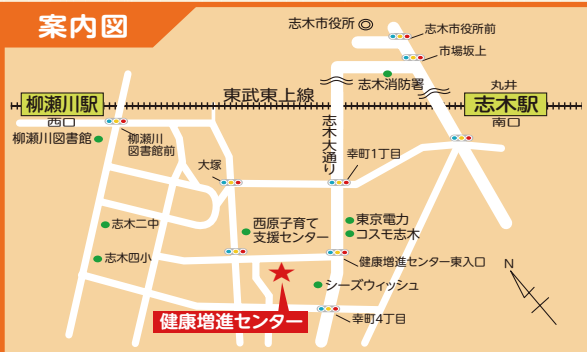 案内図
志木市役所
志木市役所前
市場坂上
志木消防署
丸井
柳瀬川駅
東武東上線
志木駅
西口
南口
柳瀬川図書館
柳瀬川
図書館前
志木大通り
幸町1丁目
大塚
志木二中
西原子育て
支援センター
東京電力
コスモ志木
志木四小
健康増進センター東入口
N
シーズウィッシュ
健康増進センター
幸町4丁目